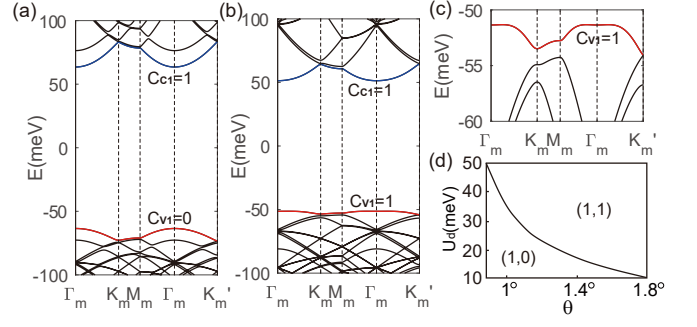 (a)
100
50
0
-50
-100
E(meV)
Cc1=1
Cv1=0
Γm
Km
Mm
Γm
Km'
(b)
100
50
0
-50
-100
E(meV)
Cc1=1
Cv1=1
Γm
Km
Mm
Γm
Km'
(c)
-50
-55
-60
E(meV)
Cv1=1
Γm
Km
Mm
Γm
Km'
(d)
50
40
30
20
10
Ud(meV)
(1,1)
(1,0)
1°
1.4°
1.8°
θ